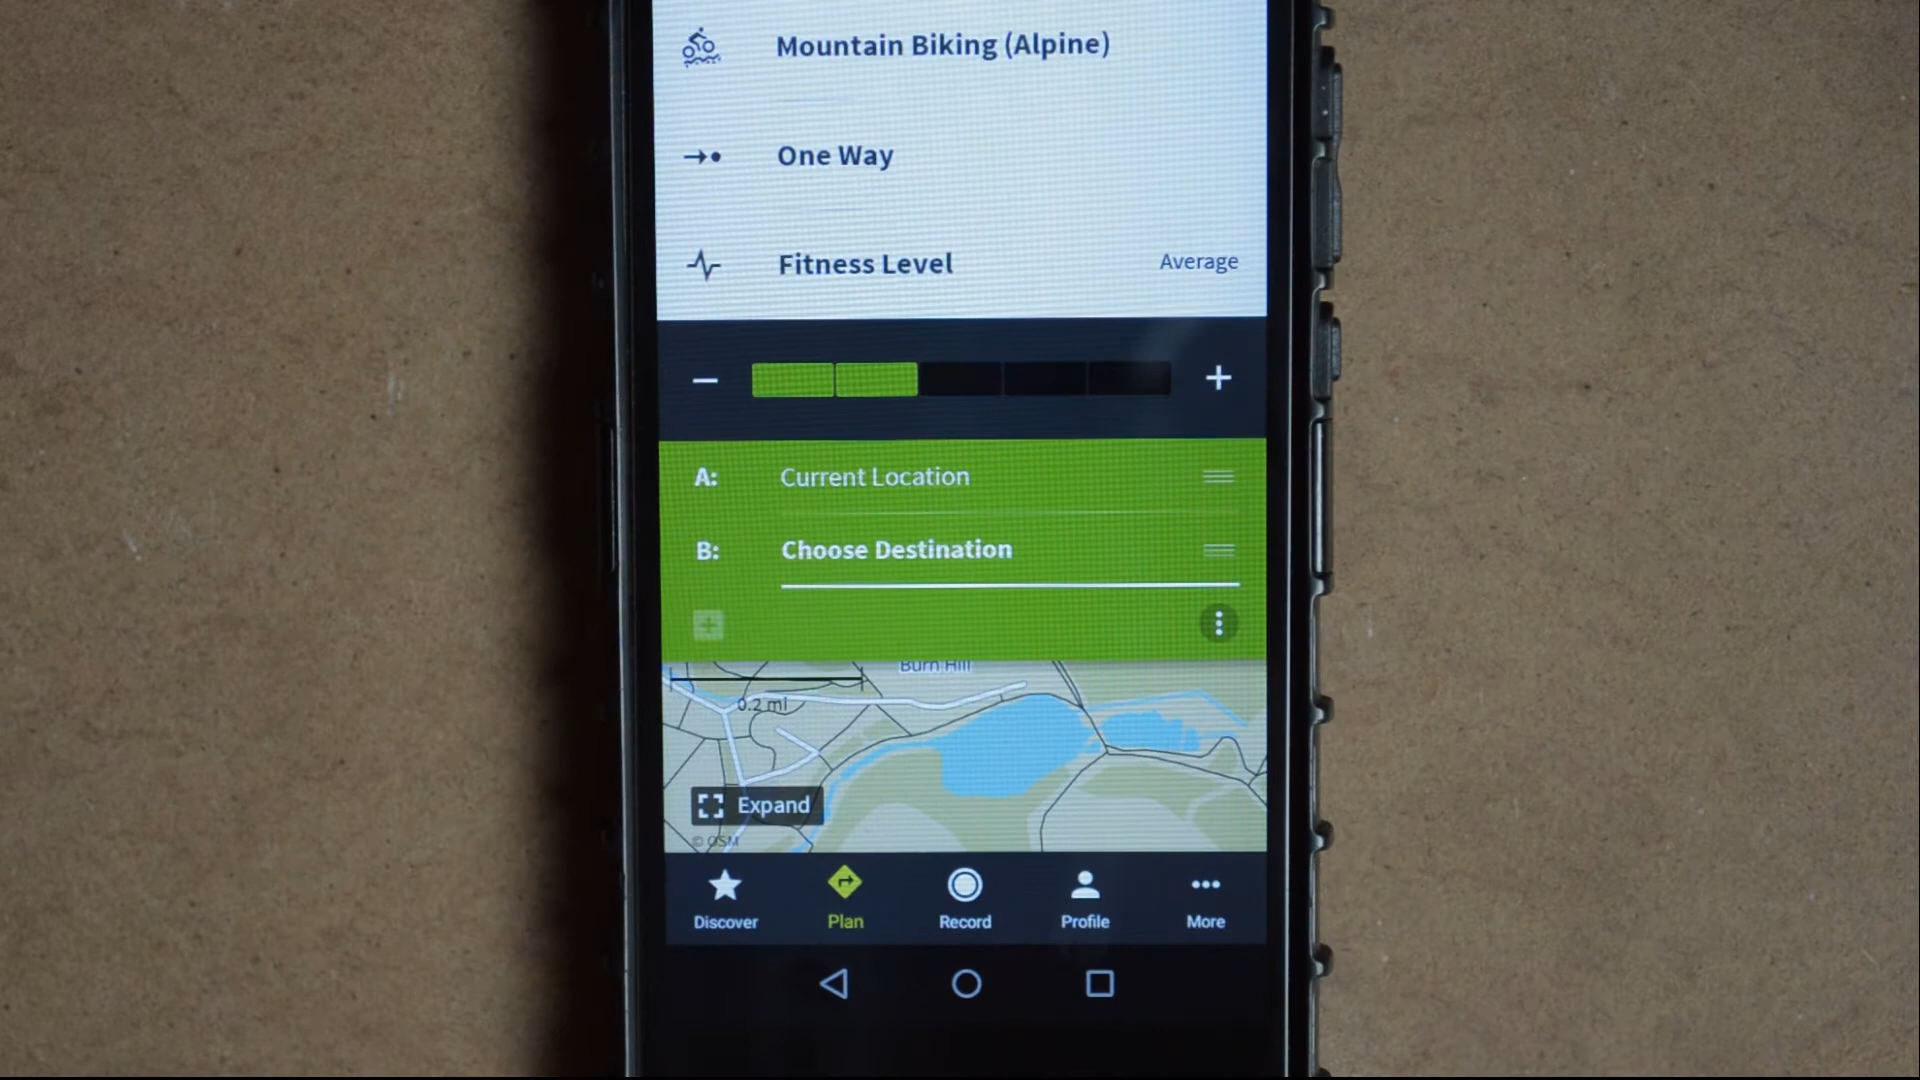 Mountain Biking (Alpine)
One Way
Fitness Level Average
A: Current Location
B: Choose Destination
Burn Hill
0.2 mi
Expand
© OSM
Discover Plan Record Profile More